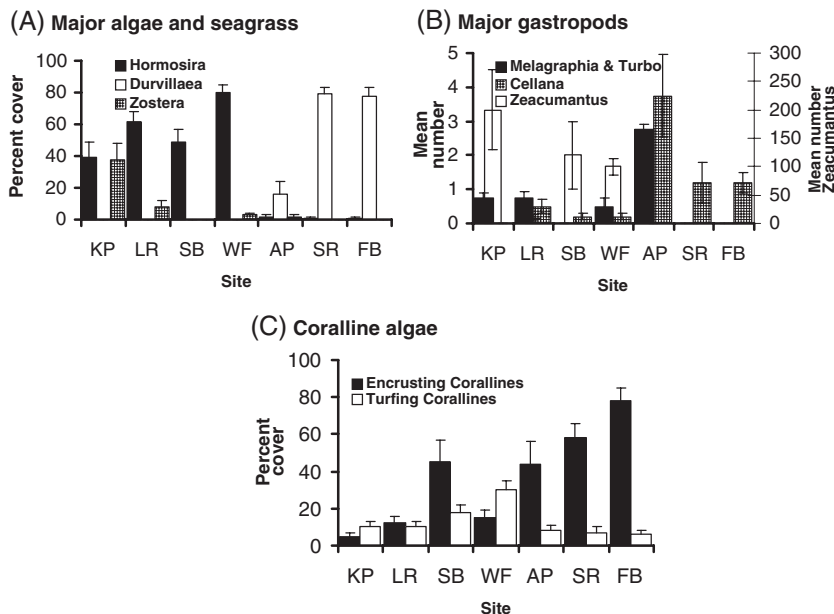 (A) Major algae and seagrass
100
80
60
40
20
0
Percent cover
Hormosira
Durvillaea
Zostera
KP LR SB WF AP SR FB
Site
(B) Major gastropods
5
4
3
2
1
0
Mean
number
Melagraphia & Turbo
Cellana
Zeacumantus
300
250
200
150
100
50
0
Mean number
Zeacumantus
KP LR SB WF AP SR FB
Site
(C) Coralline algae
100
80
60
40
20
0
Percent
cover
Encrusting Corallines
Turfing Corallines
KP LR SB WF AP SR FB
Site